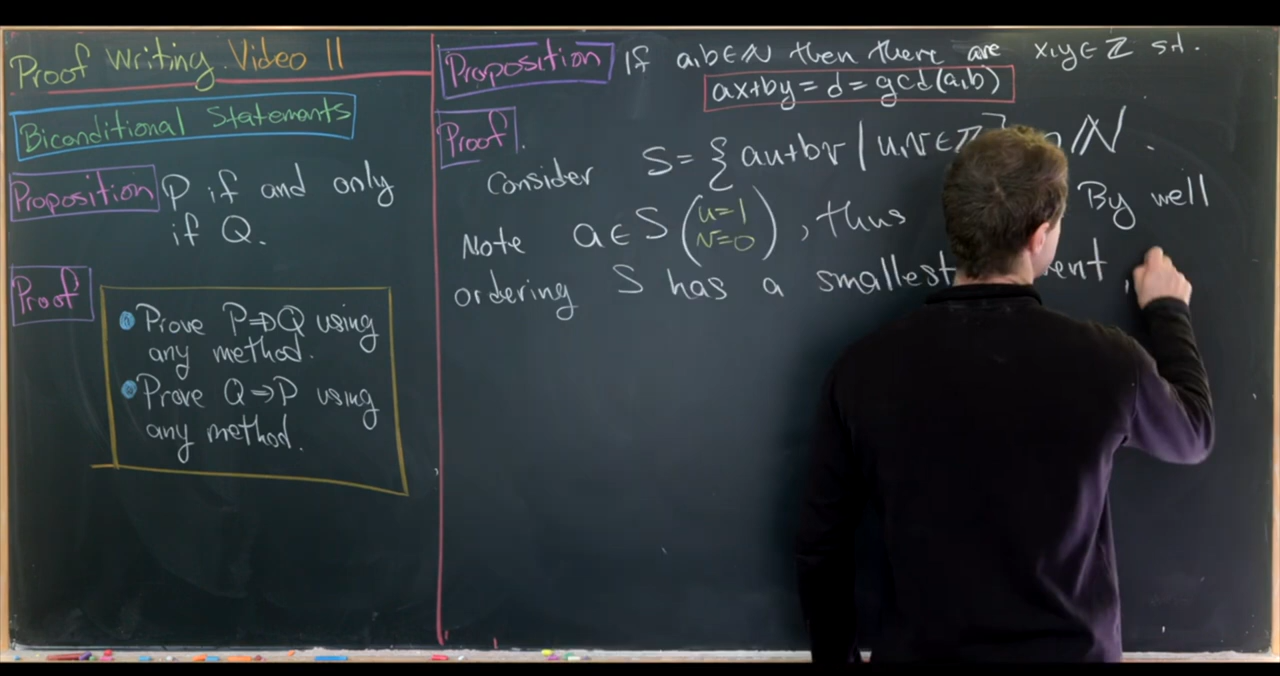 Proof Writing Video 11
Biconditional Statements
Proposition P if and only
if Q.
Proof
Prove P⇒Q using
any method.
Prove Q⇒P using
any method.
Proposition If a,b∈ℕ then there are x,y∈ℤ s.t.
ax+by=d=gcd(a,b)
Proof.
Consider S={au+bv | u,v∈ℤ} ∩ ℕ.
Note a∈S (u=1 v=0), thus By well
ordering S has a smallest